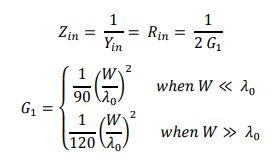 Z_in = 1/Y_in = R_in = 1/(2 G_1)
G_1 = { 1/90 (W/λ_0)^2 when W ≪ λ_0
1/120 (W/λ_0)^2 when W ≫ λ_0